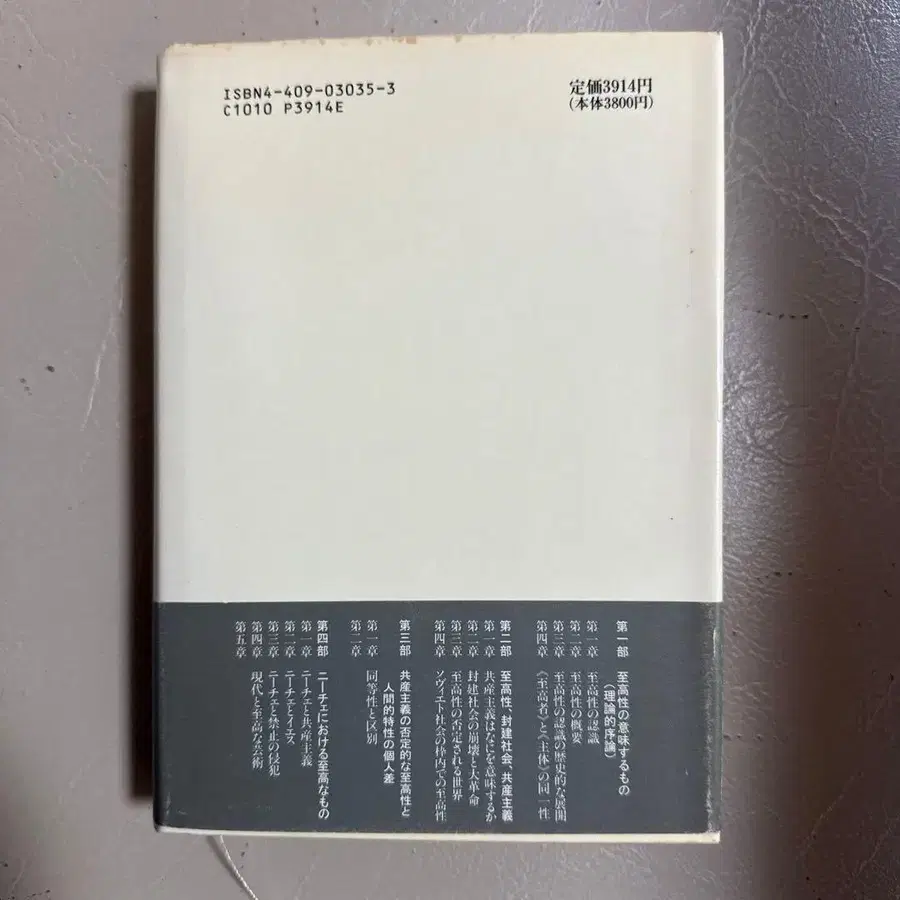 ISBN4-409-03035-3
C1010 P3914E
定価3914円
(本体3800円)
第一部 至高性の意味するもの
(理論的序論)
第一章 至高性の認識
第二章 至高性の概要
第三章 至高性の認識の歴史的な展開
第四章 〈至高者〉と〈主体〉の同一性
第二部 至高性、封建社会、共産主義
第一章 共産主義はなにを意味するか
第二章 封建社会の崩壊と大革命
第三章 至高性の否定される世界
第四章 ソヴィエト社会の枠内での至高性
第三部 共産主義の否定的な至高性と
人間的特性の個人差
第一章 同等性と区別
第二章
第四部 ニーチェにおける至高なもの
第一章 ニーチェと共産主義
第二章 ニーチェとイエス
第三章 ニーチェと禁止の侵犯
第四章 現代と至高な芸術
第五章